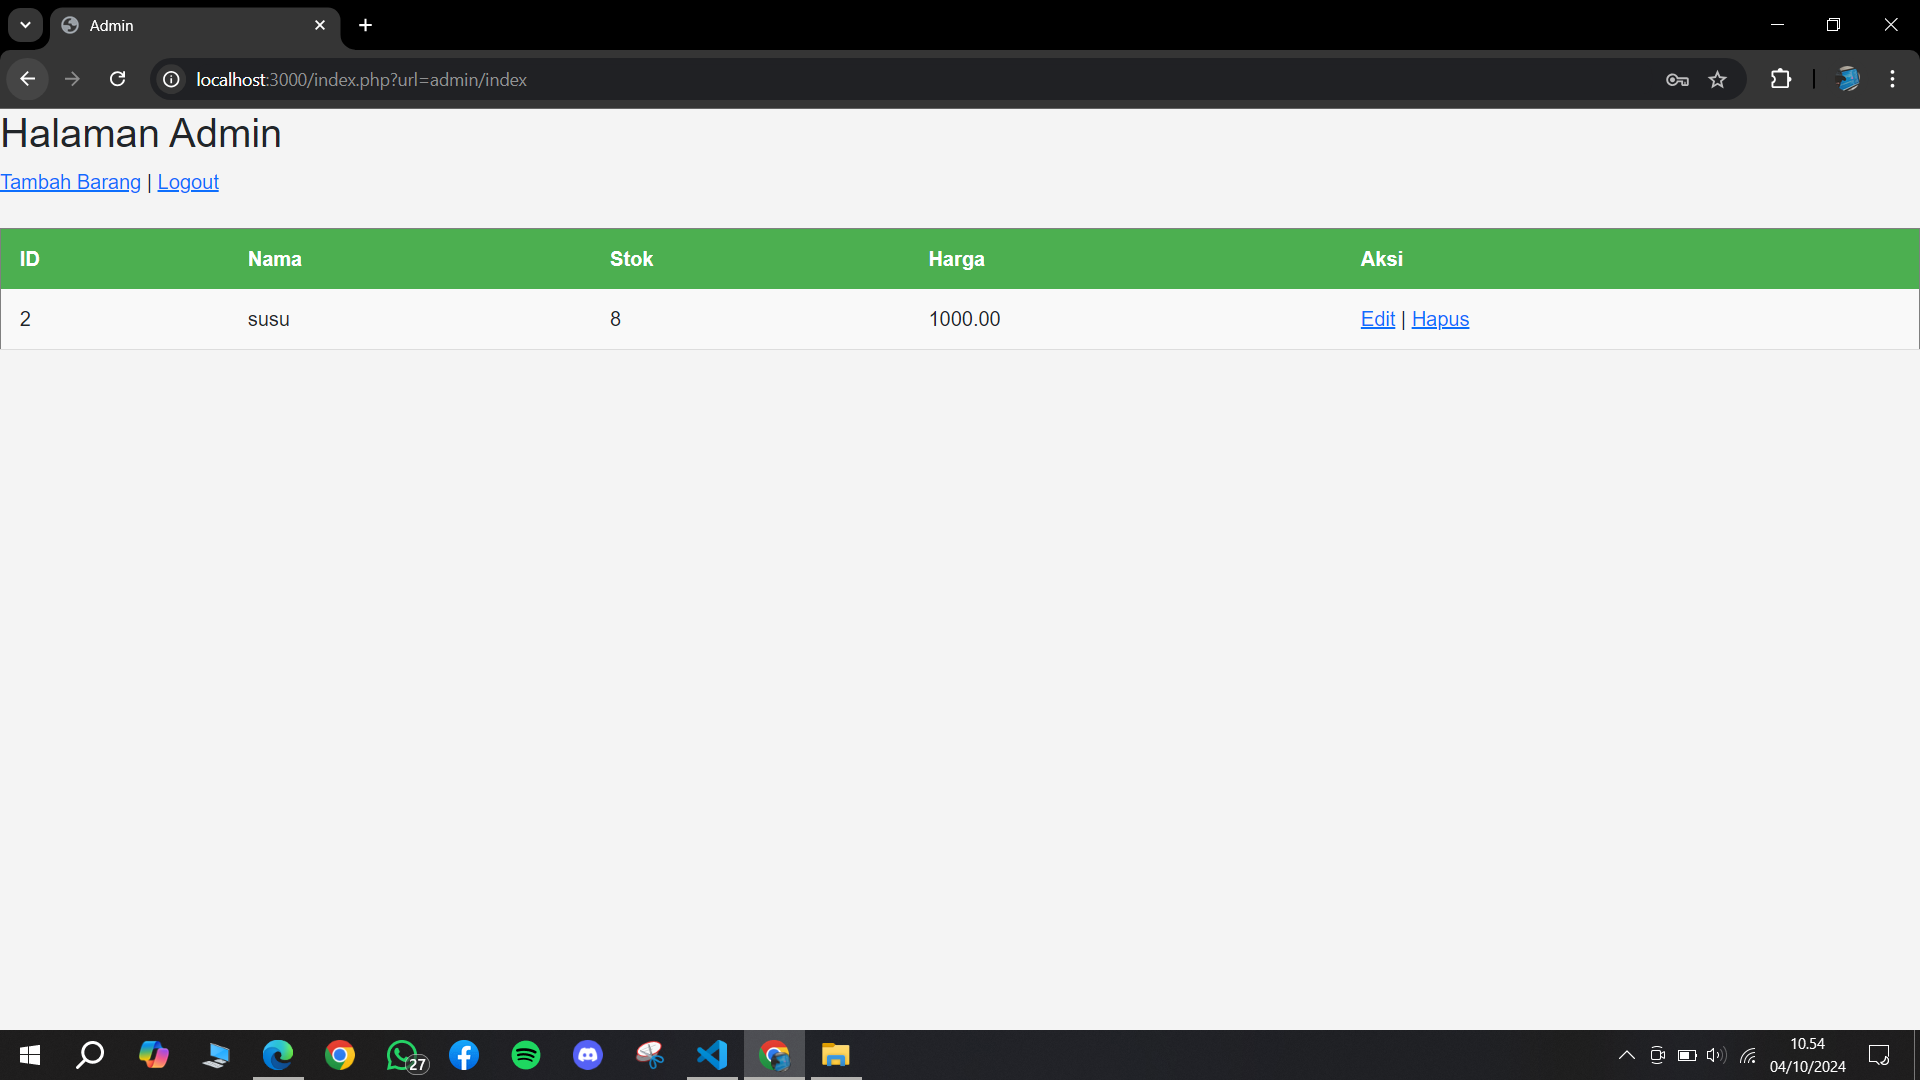 Admin
localhost:3000/index.php?url=admin/index
Halaman Admin
Tambah Barang | Logout
ID Nama Stok Harga Aksi
2 susu 8 1000.00 Edit | Hapus
27
10.54
04/10/2024